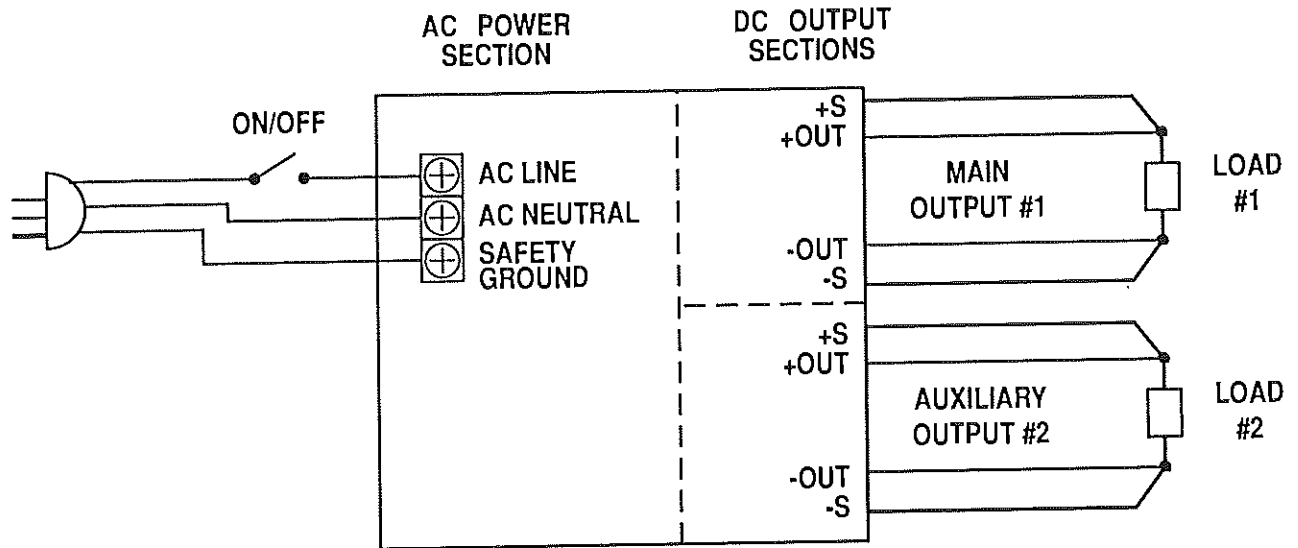 AC POWER
SECTION
DC OUTPUT
SECTIONS
ON/OFF
AC LINE
AC NEUTRAL
SAFETY
GROUND
+S
+OUT
MAIN
OUTPUT #1
-OUT
-S
LOAD
#1
+S
+OUT
AUXILIARY
OUTPUT #2
-OUT
-S
LOAD
#2